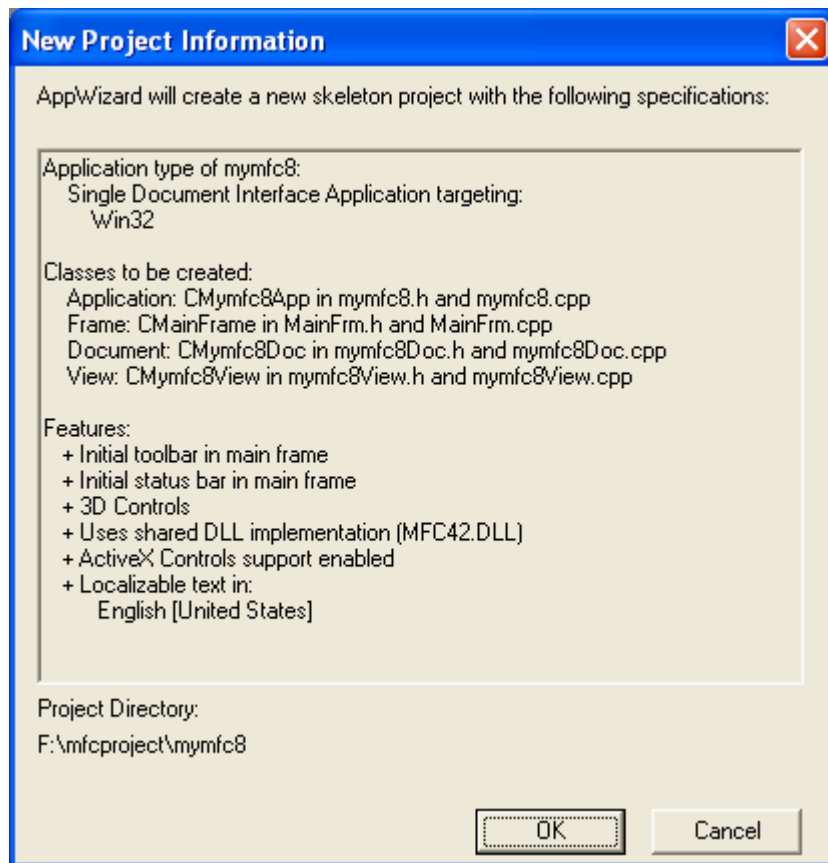 New Project Information
AppWizard will create a new skeleton project with the following specifications:
Application type of mymfc8:
Single Document Interface Application targeting:
Win32
Classes to be created:
Application: CMymfc8App in mymfc8.h and mymfc8.cpp
Frame: CMainFrame in MainFrm.h and MainFrm.cpp
Document: CMymfc8Doc in mymfc8Doc.h and mymfc8Doc.cpp
View: CMymfc8View in mymfc8View.h and mymfc8View.cpp
Features:
+ Initial toolbar in main frame
+ Initial status bar in main frame
+ 3D Controls
+ Uses shared DLL implementation (MFC42.DLL)
+ ActiveX Controls support enabled
+ Localizable text in:
English [United States]
Project Directory:
F:\mfcproject\mymfc8
OK Cancel